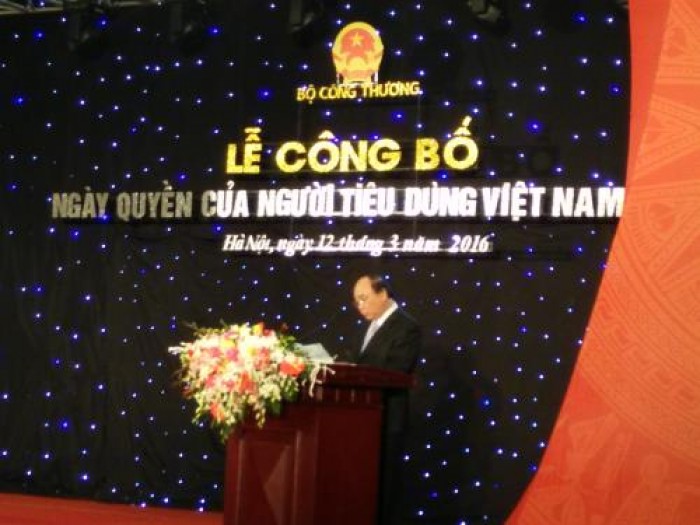 BỘ CÔNG THƯƠNG
LỄ CÔNG BỐ
NGÀY QUYỀN CỦA NGƯỜI TIÊU DÙNG VIỆT NAM
Hà Nội, ngày 12 tháng 3 năm 2016